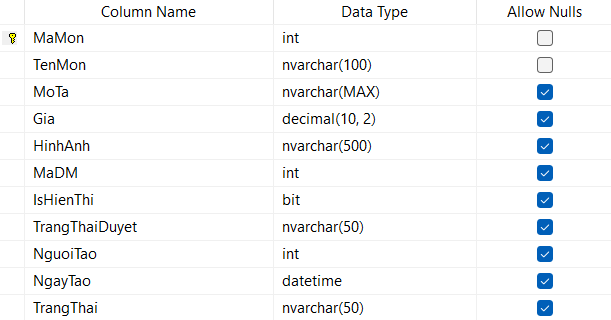 Column Name Data Type Allow Nulls
MaMon int
TenMon nvarchar(100)
MoTa nvarchar(MAX)
Gia decimal(10, 2)
HinhAnh nvarchar(500)
MaDM int
IsHienThi bit
TrangThaiDuyet nvarchar(50)
NguoiTao int
NgayTao datetime
TrangThai nvarchar(50)